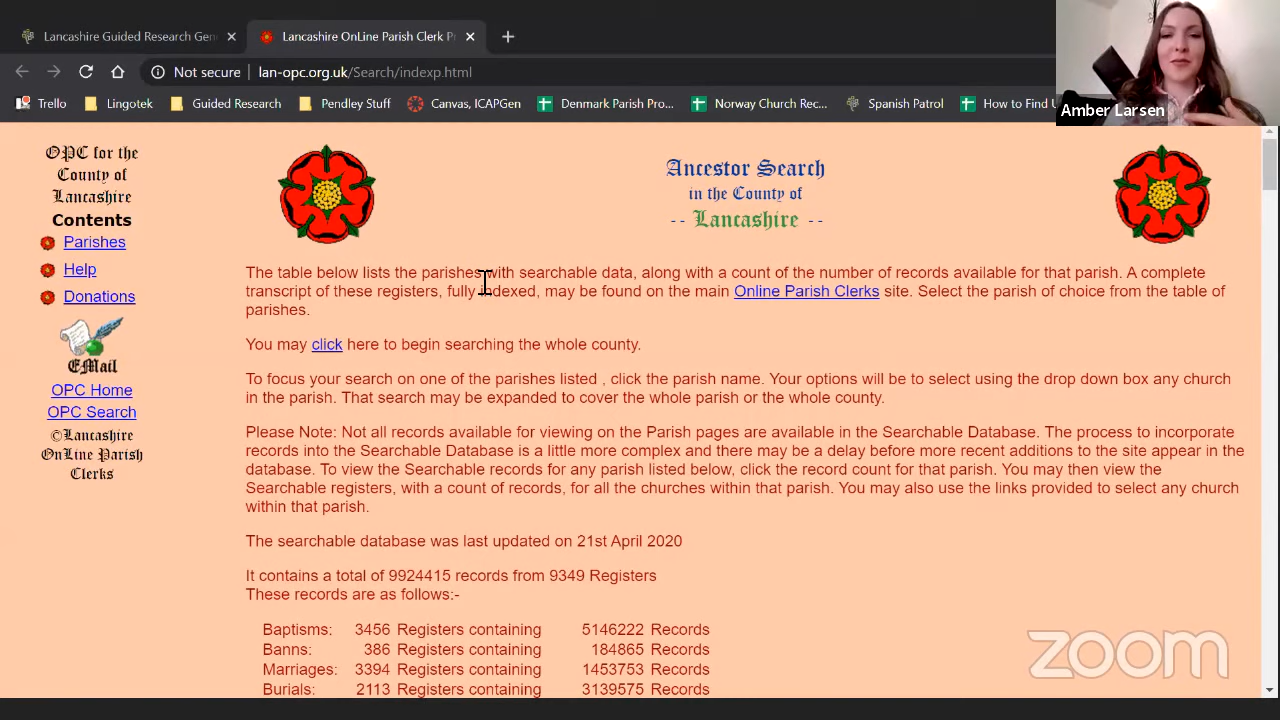 Lancashire Guided Research Gen
Lancashire OnLine Parish Clerk Pr
Not secure
lan-opc.org.uk/Search/indexp.html
Trello
Lingotek
Guided Research
Pendley Stuff
Canvas, ICAPGen
Denmark Parish Pro...
Norway Church Rec...
Spanish Patrol
How to Find U
Amber Larsen
OPC for the
County of
Lancashire
Contents
Parishes
Help
Donations
EMail
OPC Home
OPC Search
©Lancashire
OnLine Parish
Clerks
Ancestor Search
in the County of
-- Lancashire --
The table below lists the parishes with searchable data, along with a count of the number of records available for that parish. A complete
transcript of these registers, fully indexed, may be found on the main Online Parish Clerks site. Select the parish of choice from the table of
parishes.
You may click here to begin searching the whole county.
To focus your search on one of the parishes listed , click the parish name. Your options will be to select using the drop down box any church
in the parish. That search may be expanded to cover the whole parish or the whole county.
Please Note: Not all records available for viewing on the Parish pages are available in the Searchable Database. The process to incorporate
records into the Searchable Database is a little more complex and there may be a delay before more recent additions to the site appear in the
database. To view the Searchable records for any parish listed below, click the record count for that parish. You may then view the
Searchable registers, with a count of records, for all the churches within that parish. You may also use the links provided to select any church
within that parish.
The searchable database was last updated on 21st April 2020
It contains a total of 9924415 records from 9349 Registers
These records are as follows:-
Baptisms: 3456 Registers containing 5146222 Records
Banns: 386 Registers containing 184865 Records
Marriages: 3394 Registers containing 1453753 Records
Burials: 2113 Registers containing 3139575 Records
zoom